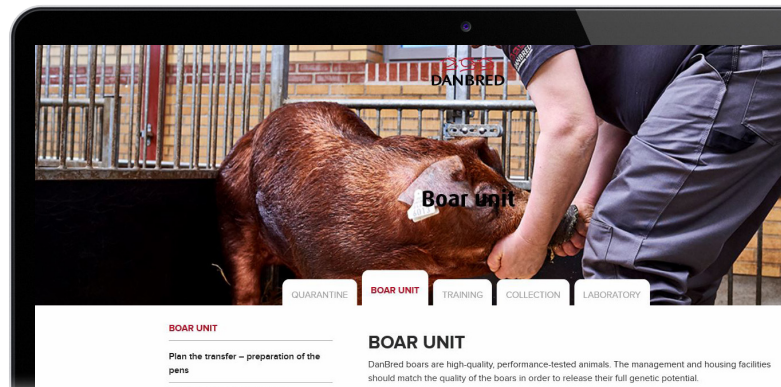 DANBRED
DANBRED
Boar unit
QUARANTINE
BOAR UNIT
TRAINING
COLLECTION
LABORATORY
BOAR UNIT
Plan the transfer – preparation of the
pens
BOAR UNIT
DanBred boars are high-quality, performance-tested animals. The management and housing facilities
should match the quality of the boars in order to release their full genetic potential.